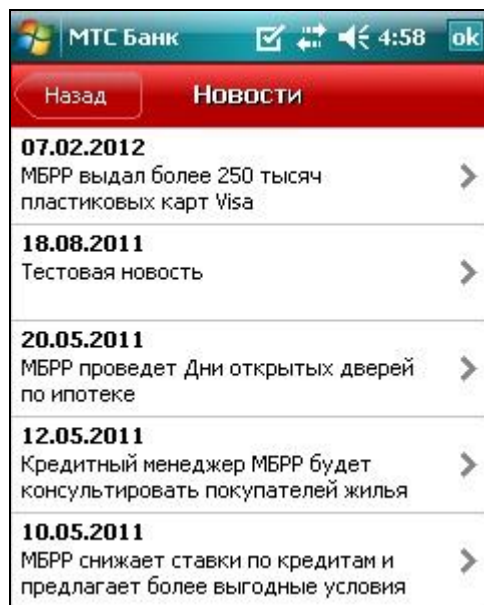 МТС Банк 4:58 ok
Назад Новости
07.02.2012
МБРР выдал более 250 тысяч
пластиковых карт Visa
18.08.2011
Тестовая новость
20.05.2011
МБРР проведет Дни открытых дверей
по ипотеке
12.05.2011
Кредитный менеджер МБРР будет
консультировать покупателей жилья
10.05.2011
МБРР снижает ставки по кредитам и
предлагает более выгодные условия